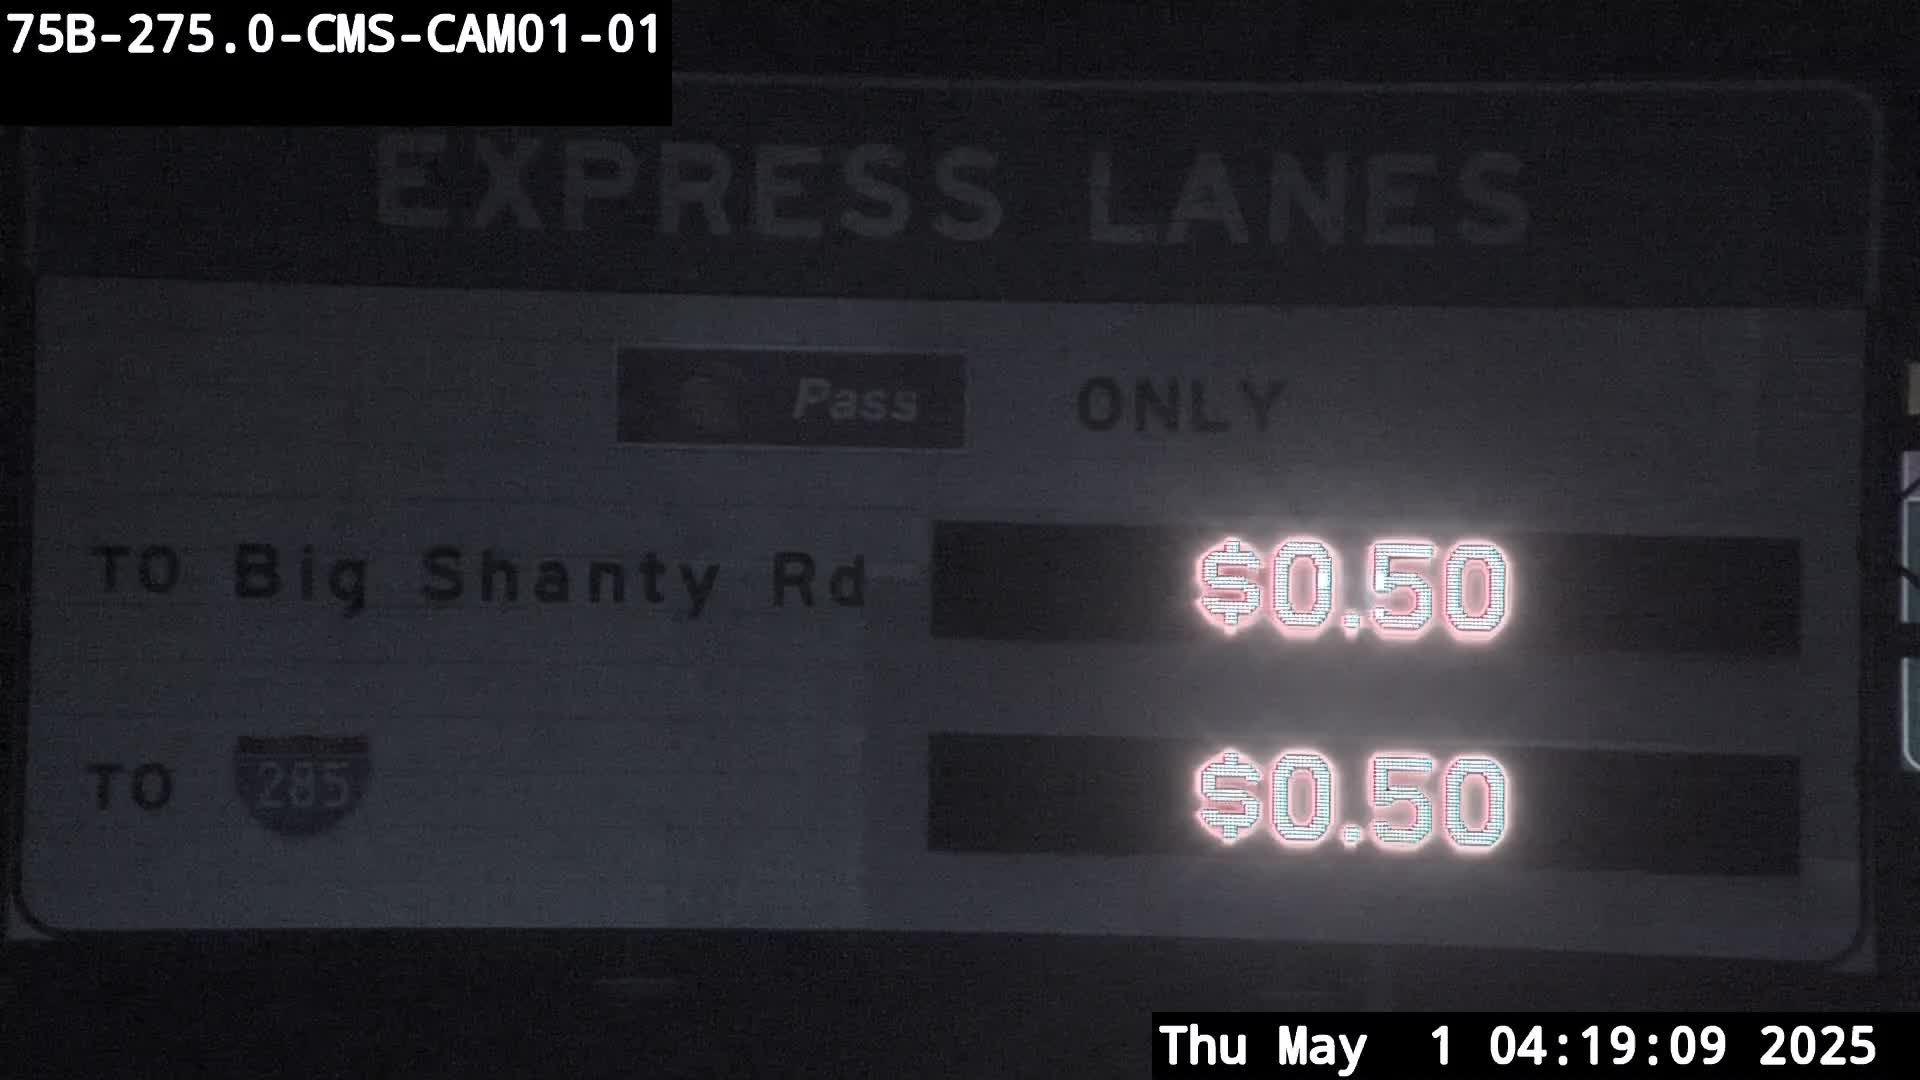 75B-275.0-CMS-CAM01-01
EXPRESS LANES
Pass ONLY
TO Big Shanty Rd $0.50
TO 285 $0.50
Thu May 1 04:19:09 2025